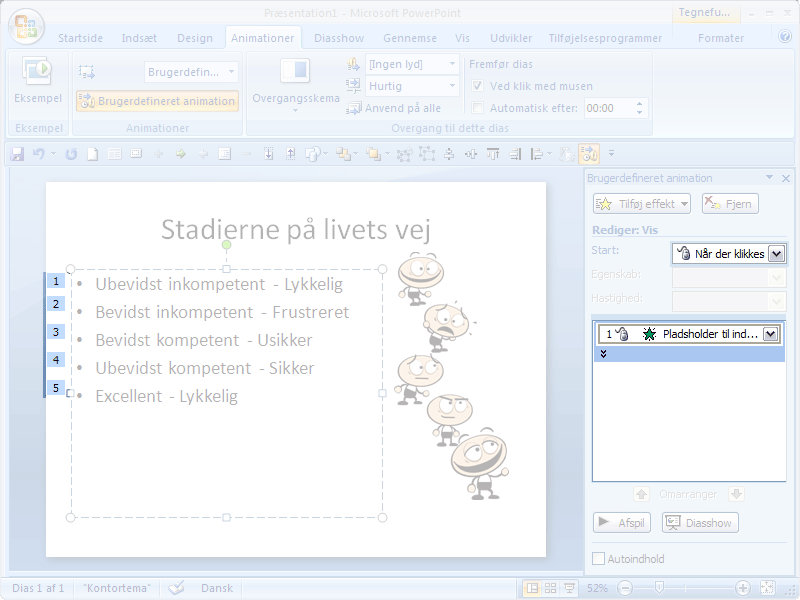 Præsentation1 - Microsoft PowerPoint
Tegnefu...
Startside Indsæt Design Animationer Diasshow Gennemse Vis Udvikler Tilføjelsesprogrammer Formater
Eksempel
Eksempel
Brugerdefin...
Brugerdefineret animation
Animationer
Overgangsskema
[Ingen lyd]
Hurtig
Anvend på alle
Fremfør dias
Ved klik med musen
Automatisk efter: 00:00
Overgang til dette dias
Stadierne på livets vej
1 • Ubevidst inkompetent - Lykkelig
2 • Bevidst inkompetent - Frustreret
3 • Bevidst kompetent - Usikker
4 • Ubevidst kompetent - Sikker
5 • Excellent - Lykkelig
Brugerdefineret animation
Tilføj effekt Fjern
Rediger: Vis
Start: Når der klikkes
Egenskab:
Hastighed:
1 Pladsholder til ind...
Omarranger
Afspil Diasshow
Autoindhold
Dias 1 af 1 "Kontortema" Dansk 52%